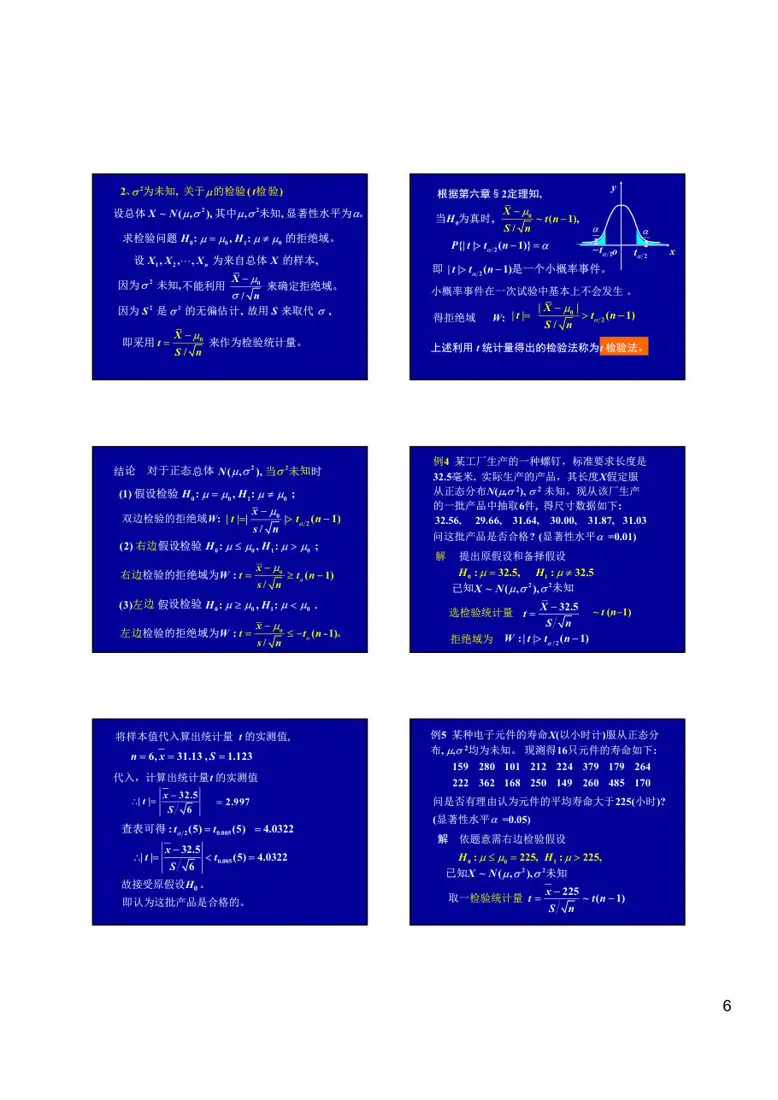 2、σ²为未知, 关于μ的检验(t检验)
设总体 X ~ N(μ,σ²), 其中μ,σ²未知, 显著性水平为α。
求检验问题 H₀: μ = μ₀, H₁: μ ≠ μ₀ 的拒绝域。
设 X₁, X₂,⋯, Xₙ 为来自总体 X 的样本,
因为σ² 未知,不能利用 (X̄ − μ₀)/(σ/√n) 来确定拒绝域。
因为 S² 是 σ² 的无偏估计, 故用 S 来取代 σ ,
即采用 t = (X̄ − μ₀)/(S/√n) 来作为检验统计量。
根据第六章§2定理知,
当H₀为真时, (X̄ − μ₀)/(S/√n) ~ t(n − 1),
P{| t |> t_{α/2}(n − 1)} = α
即 | t |> t_{α/2}(n − 1)是一个小概率事件。
小概率事件在一次试验中基本上不会发生 。
得拒绝域 W: | t |= | X̄ − μ₀ |/(S/√n) > t_{α/2}(n − 1)
上述利用 t 统计量得出的检验法称为t 检验法。
y
α/2 α/2
−t_{α/2} o t_{α/2} x
结论 对于正态总体 N(μ,σ²), 当σ²未知时
(1) 假设检验 H₀: μ = μ₀, H₁: μ ≠ μ₀ ;
双边检验的拒绝域W: | t |=| (x̄ − μ₀)/(s/√n) |> t_{α/2}(n − 1)
(2) 右边假设检验 H₀: μ ≤ μ₀, H₁: μ > μ₀ ;
右边检验的拒绝域为W : t = (x̄ − μ₀)/(s/√n) ≥ t_α(n − 1)
(3)左边 假设检验 H₀: μ ≥ μ₀, H₁: μ < μ₀ .
左边检验的拒绝域为W : t = (x̄ − μ₀)/(s/√n) ≤ −t_α(n - 1)。
例4 某工厂生产的一种螺钉，标准要求长度是
32.5毫米, 实际生产的产品，其长度X假定服
从正态分布N(μ,σ²), σ² 未知，现从该厂生产
的一批产品中抽取6件, 得尺寸数据如下:
32.56, 29.66, 31.64, 30.00, 31.87, 31.03
问这批产品是否合格? (显著性水平α =0.01)
解 提出原假设和备择假设
H₀ : μ = 32.5, H₁ : μ ≠ 32.5
已知X ~ N(μ,σ²),σ²未知
选检验统计量 t = (X̄ − 32.5)/(S/√n) ~ t (n−1)
拒绝域为 W :| t |> t_{α/2}(n − 1)
将样本值代入算出统计量 t 的实测值,
n = 6, x̄ = 31.13 , S = 1.123
代入，计算出统计量t 的实测值
∴| t |= |(x̄ − 32.5)/(S/√6)| = 2.997
查表可得 : t_{α/2}(5) = t₀.₀₀₅(5) = 4.0322
∴| t |= |(x̄ − 32.5)/(S/√6)| < t₀.₀₀₅(5) = 4.0322
故接受原假设H₀ 。
即认为这批产品是合格的。
例5 某种电子元件的寿命X(以小时计)服从正态分
布, μ,σ²均为未知。 现测得16只元件的寿命如下:
159 280 101 212 224 379 179 264
222 362 168 250 149 260 485 170
问是否有理由认为元件的平均寿命大于225(小时)?
(显著性水平α =0.05)
解 依题意需右边检验假设
H₀ : μ ≤ μ₀ = 225, H₁ : μ > 225,
已知X ~ N(μ,σ²),σ²未知
取一检验统计量 t = (x̄ − 225)/(S/√n) ~ t(n − 1)
6